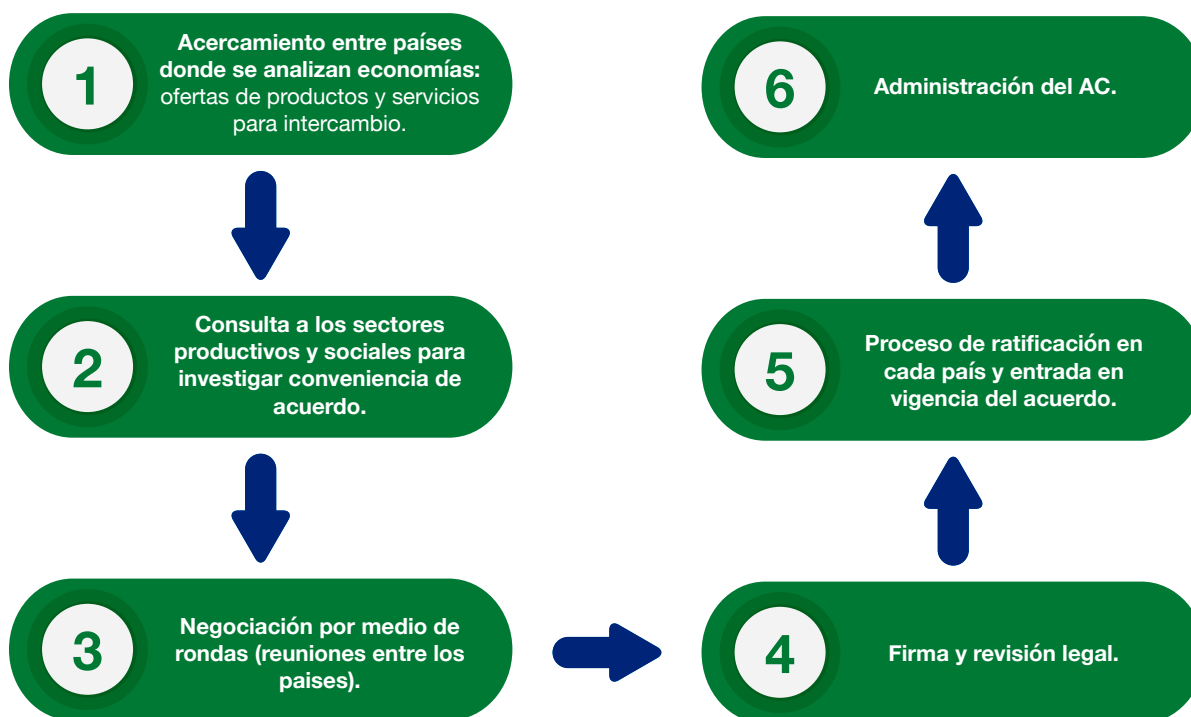 1
Acercamiento entre países
donde se analizan economías:
ofertas de productos y servicios
para intercambio.
2
Consulta a los sectores
productivos y sociales para
investigar conveniencia de
acuerdo.
3
Negociación por medio de
rondas (reuniones entre los
paises).
4
Firma y revisión legal.
5
Proceso de ratificación en
cada país y entrada en
vigencia del acuerdo.
6
Administración del AC.